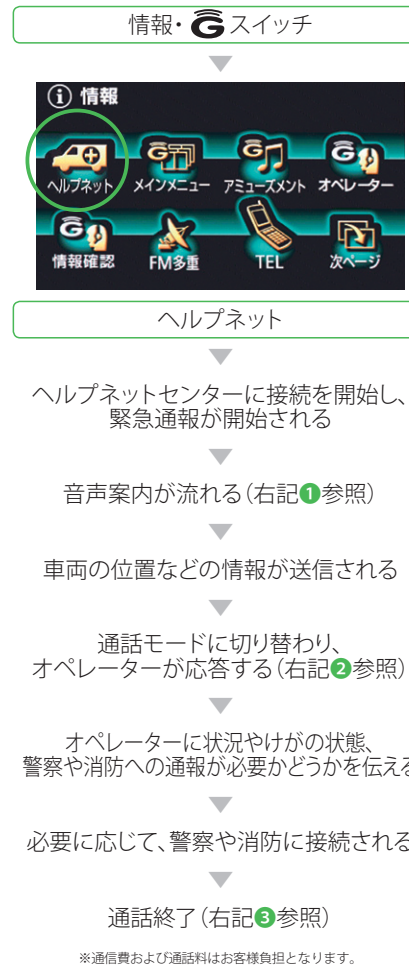 情報・Gスイッチ
情報
ヘルプネット メインメニュー アミューズメント オペレーター
情報確認 FM多重 TEL 次ページ
ヘルプネット
ヘルプネットセンターに接続を開始し、
緊急通報が開始される
音声案内が流れる(右記❶参照)
車両の位置などの情報が送信される
通話モードに切り替わり、
オペレーターが応答する(右記❷参照)
オペレーターに状況やけがの状態、
警察や消防への通報が必要かどうかを伝える
必要に応じて、警察や消防に接続される
通話終了(右記❸参照)
※通信費および通話料はお客様負担となります。